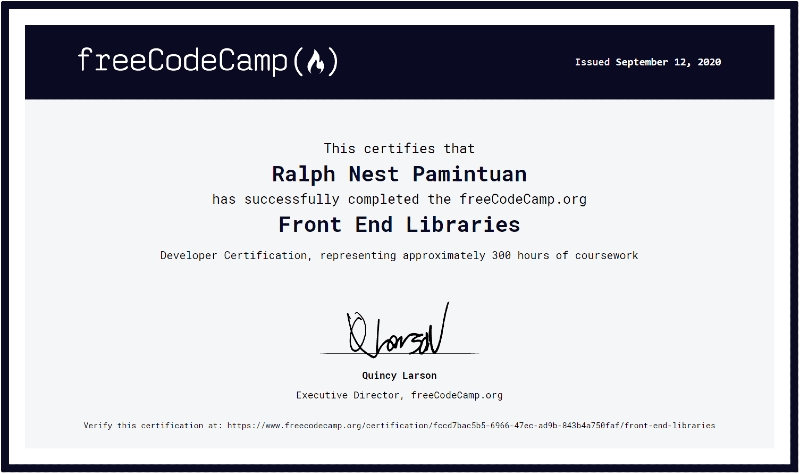 freeCodeCamp(🔥)
Issued September 12, 2020
This certifies that
Ralph Nest Pamintuan
has successfully completed the freeCodeCamp.org
Front End Libraries
Developer Certification, representing approximately 300 hours of coursework
QLarson
Quincy Larson
Executive Director, freeCodeCamp.org
Verify this certification at: https://www.freecodecamp.org/certification/fccd7bac5b5-6966-47ee-ad9b-843b4a750faf/front-end-libraries